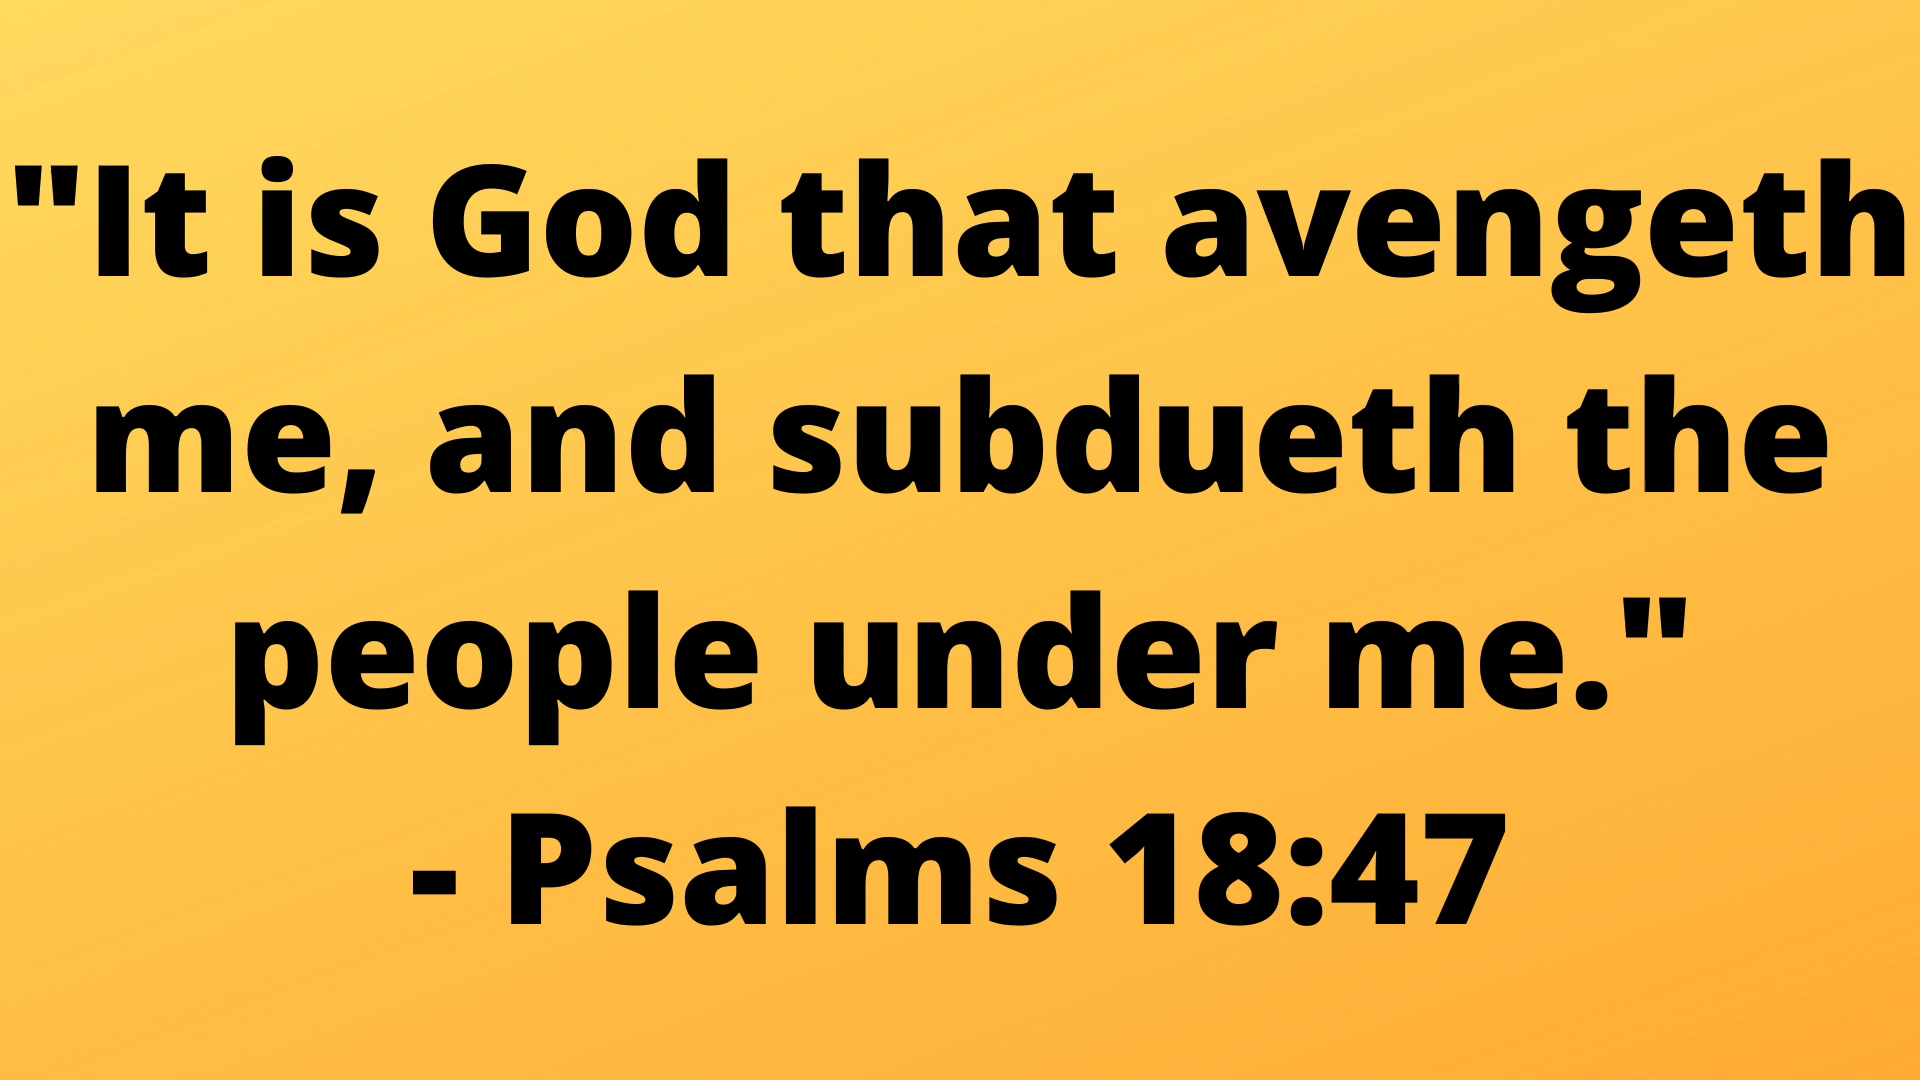 "It is God that avengeth
me, and subdueth the
people under me."
- Psalms 18:47